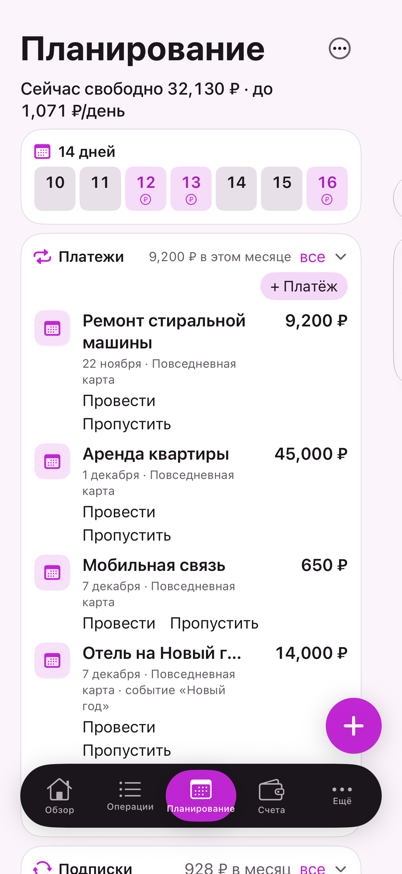 Планирование
Сейчас свободно 32,130 ₽ · до
1,071 ₽/день
14 дней
10 11 12 13 14 15 16
₽ ₽ ₽
Платежи 9,200 ₽ в этом месяце все
+ Платёж
Ремонт стиральной 9,200 ₽
машины
22 ноября · Повседневная
карта
Провести
Пропустить
Аренда квартиры 45,000 ₽
1 декабря · Повседневная
карта
Провести
Пропустить
Мобильная связь 650 ₽
7 декабря · Повседневная
карта
Провести Пропустить
Отель на Новый г... 14,000 ₽
7 декабря · Повседневная
карта · событие «Новый
год»
Провести
Пропустить
Обзор Операции Планирование Счета Ещё
Подписки 928 ₽ в месяц все